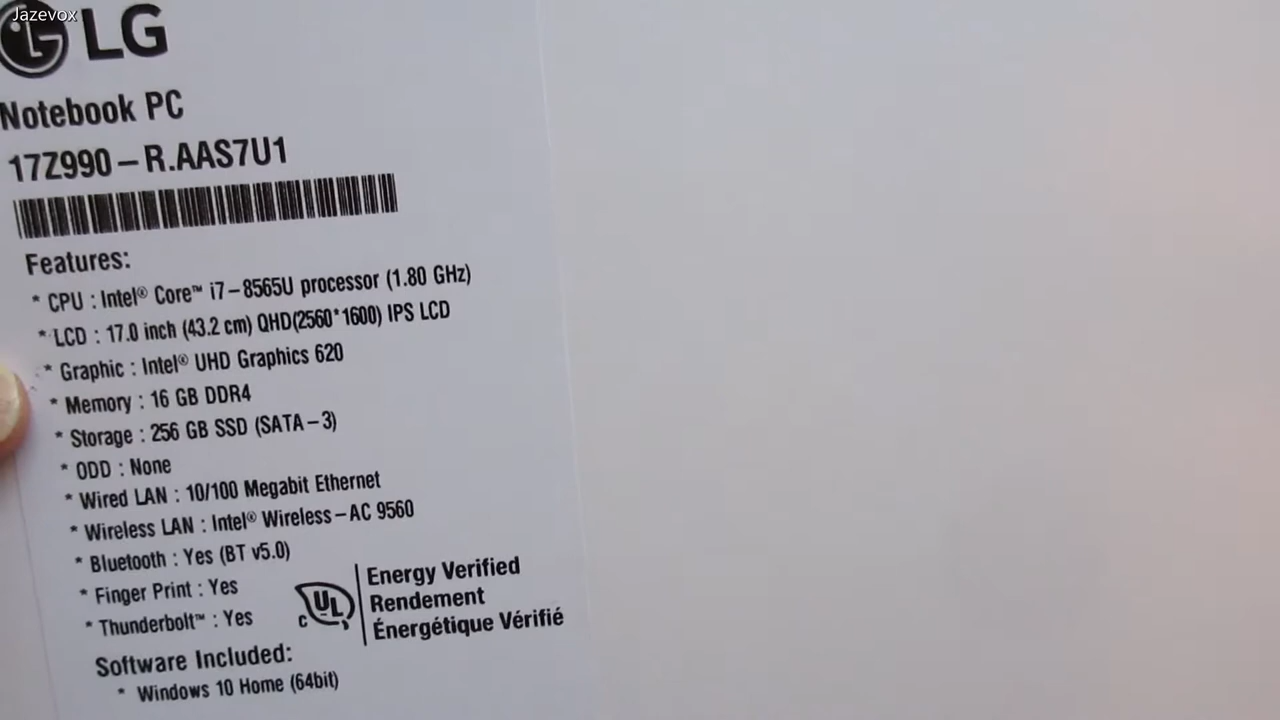 Jazevox
LG
Notebook PC
17Z990-R.AAS7U1
Features:
* CPU : Intel® Core™ i7-8565U processor (1.80 GHz)
* LCD : 17.0 inch (43.2 cm) QHD(2560*1600) IPS LCD
* Graphic : Intel® UHD Graphics 620
* Memory : 16 GB DDR4
* Storage : 256 GB SSD (SATA-3)
* ODD : None
* Wired LAN : 10/100 Megabit Ethernet
* Wireless LAN : Intel® Wireless-AC 9560
* Bluetooth : Yes (BT v5.0)
* Finger Print : Yes
* Thunderbolt™ : Yes
C UL
Energy Verified
Rendement
Énergétique Vérifié
Software Included:
* Windows 10 Home (64bit)